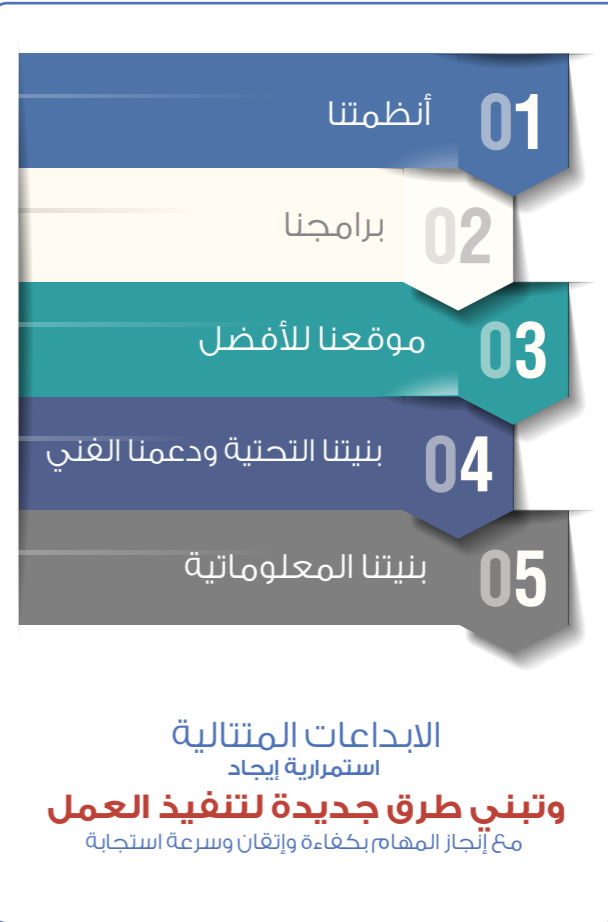 01 أنظمتنا
02 برامجنا
03 موقعنا للأفضل
04 بنيتنا التحتية ودعمنا الفني
05 بنيتنا المعلوماتية
الابداعات المتتالية
استمرارية إيجاد
وتبني طرق جديدة لتنفيذ العمل
مع إنجاز المهام بكفاءة وإتقان وسرعة استجابة